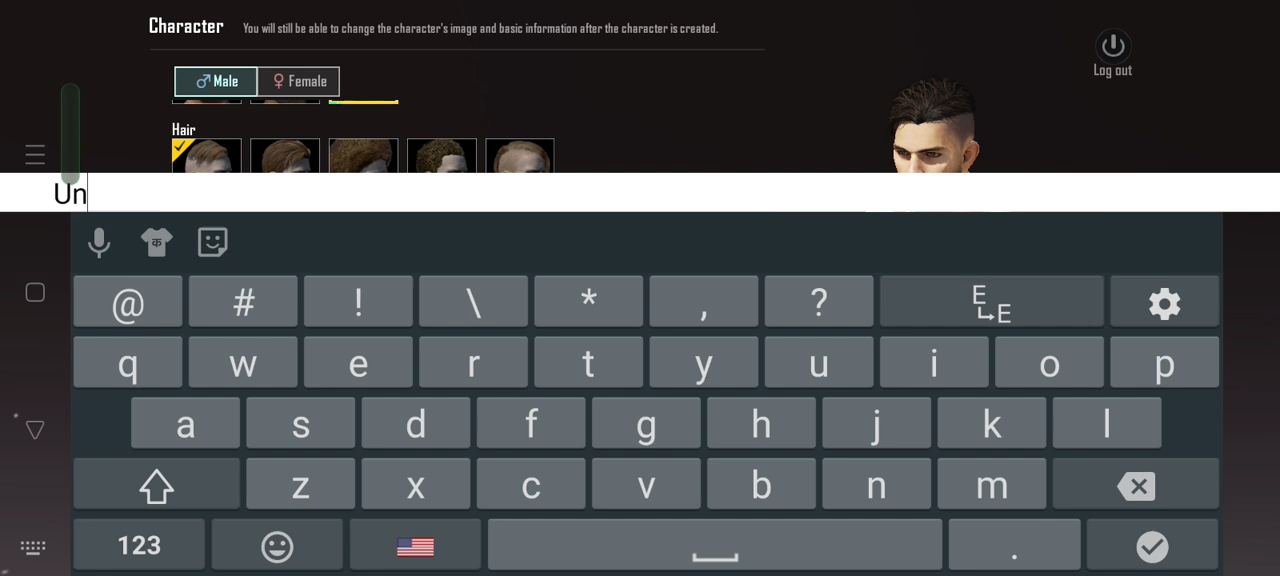 Character You will still be able to change the character's image and basic information after the character is created.
Log out
♂ Male ♀ Female
Hair
Un
क
@ # ! \ * , ? E E
q w e r t y u i o p
a s d f g h j k l
z x c v b n m
123 .